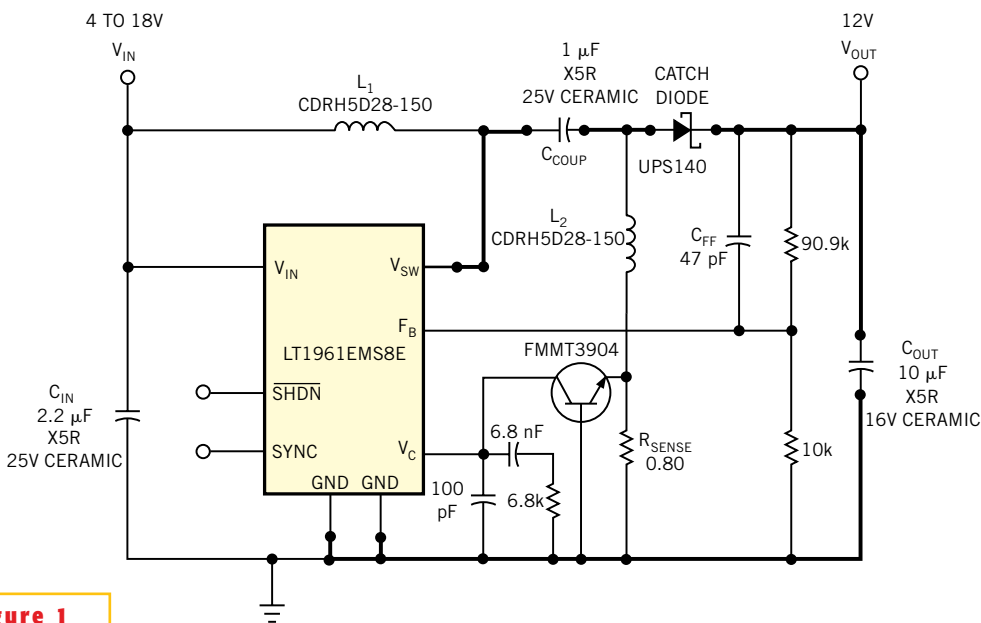 4 TO 18V
V_IN
12V
V_OUT
1 µF
X5R
25V CERAMIC
C_COUP
CATCH
DIODE
UPS140
L₁
CDRH5D28-150
L₂
CDRH5D28-150
C_FF
47 pF
90.9k
V_IN
V_SW
F_B
LT1961EMS8E
SHDN
SYNC
V_C
GND GND
FMMT3904
C_IN
2.2 µF
X5R
25V CERAMIC
6.8 nF
100
pF
6.8k
R_SENSE
0.80
10k
C_OUT
10 µF
X5R
16V CERAMIC